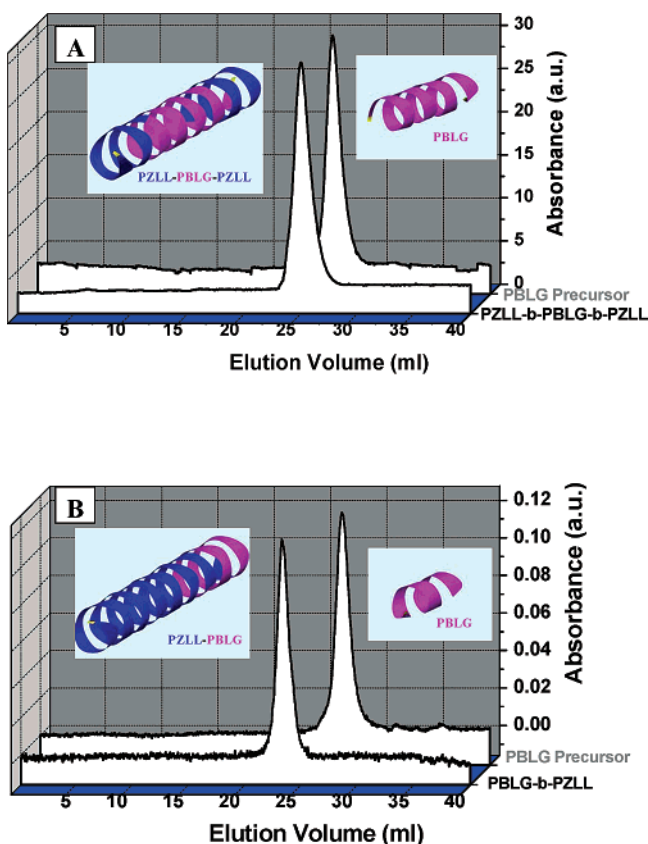 A
30
25
20
15
10
5
0
Absorbance (a.u.)
PZLL-PBLG-PZLL
PBLG
PBLG Precursor
PZLL-b-PBLG-b-PZLL
5 10 15 20 25 30 35 40
Elution Volume (ml)
B
0.12
0.10
0.08
0.06
0.04
0.02
0.00
Absorbance (a.u.)
PZLL-PBLG
PBLG
PBLG Precursor
PBLG-b-PZLL
5 10 15 20 25 30 35 40
Elution Volume (ml)